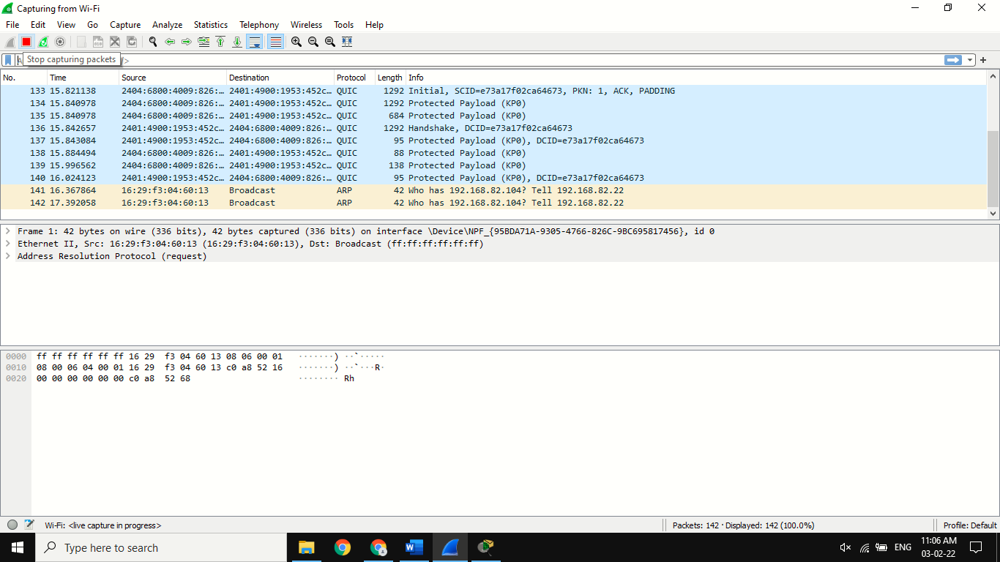 Capturing from Wi-Fi
File Edit View Go Capture Analyze Statistics Telephony Wireless Tools Help
Stop capturing packets
No. Time Source Destination Protocol Length Info
133 15.821138 2404:6800:4009:826:… 2401:4900:1953:452c… QUIC 1292 Initial, SCID=e73a17f02ca64673, PKN: 1, ACK, PADDING
134 15.840978 2404:6800:4009:826:… 2401:4900:1953:452c… QUIC 1292 Protected Payload (KP0)
135 15.840978 2404:6800:4009:826:… 2401:4900:1953:452c… QUIC 684 Protected Payload (KP0)
136 15.842657 2401:4900:1953:452c… 2404:6800:4009:826:… QUIC 1292 Handshake, DCID=e73a17f02ca64673
137 15.843084 2401:4900:1953:452c… 2404:6800:4009:826:… QUIC 95 Protected Payload (KP0), DCID=e73a17f02ca64673
138 15.884494 2404:6800:4009:826:… 2401:4900:1953:452c… QUIC 88 Protected Payload (KP0)
139 15.996562 2404:6800:4009:826:… 2401:4900:1953:452c… QUIC 138 Protected Payload (KP0)
140 16.024123 2401:4900:1953:452c… 2404:6800:4009:826:… QUIC 95 Protected Payload (KP0), DCID=e73a17f02ca64673
141 16.367864 16:29:f3:04:60:13 Broadcast ARP 42 Who has 192.168.82.104? Tell 192.168.82.22
142 17.392058 16:29:f3:04:60:13 Broadcast ARP 42 Who has 192.168.82.104? Tell 192.168.82.22
Frame 1: 42 bytes on wire (336 bits), 42 bytes captured (336 bits) on interface \Device\NPF_{95BDA71A-9305-4766-826C-9BC695817456}, id 0
Ethernet II, Src: 16:29:f3:04:60:13 (16:29:f3:04:60:13), Dst: Broadcast (ff:ff:ff:ff:ff:ff)
Address Resolution Protocol (request)
0000 ff ff ff ff ff ff 16 29 f3 04 60 13 08 06 00 01 ·······) ··`·····
0010 08 00 06 04 00 01 16 29 f3 04 60 13 c0 a8 52 16 ·······) ··`···R·
0020 00 00 00 00 00 00 c0 a8 52 68 ········ Rh
Wi-Fi: <live capture in progress> Packets: 142 · Displayed: 142 (100.0%) Profile: Default
Type here to search ENG 11:06 AM
03-02-22